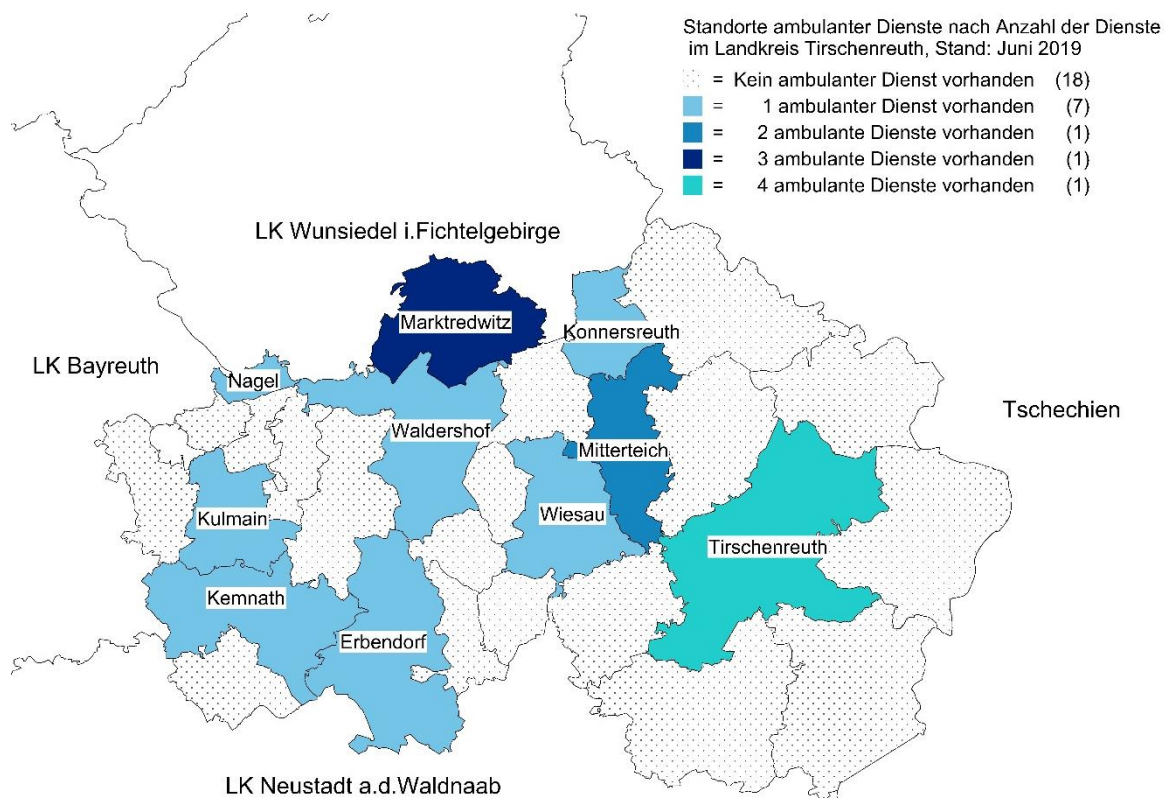 Standorte ambulanter Dienste nach Anzahl der Dienste
im Landkreis Tirschenreuth, Stand: Juni 2019
= Kein ambulanter Dienst vorhanden (18)
= 1 ambulanter Dienst vorhanden (7)
= 2 ambulante Dienste vorhanden (1)
= 3 ambulante Dienste vorhanden (1)
= 4 ambulante Dienste vorhanden (1)
LK Wunsiedel i.Fichtelgebirge
Marktredwitz
Konnersreuth
LK Bayreuth
Nagel
Tschechien
Waldershof
Mitterteich
Kulmain
Wiesau
Tirschenreuth
Kemnath
Erbendorf
LK Neustadt a.d.Waldnaab